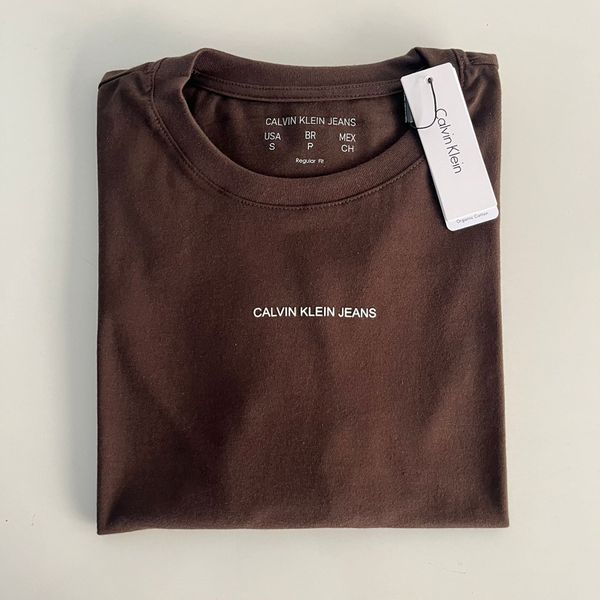 CALVIN KLEIN JEANS
USA BR MEX
S P CH
Regular Fit
Calvin Klein
Organic Cotton
CALVIN KLEIN JEANS